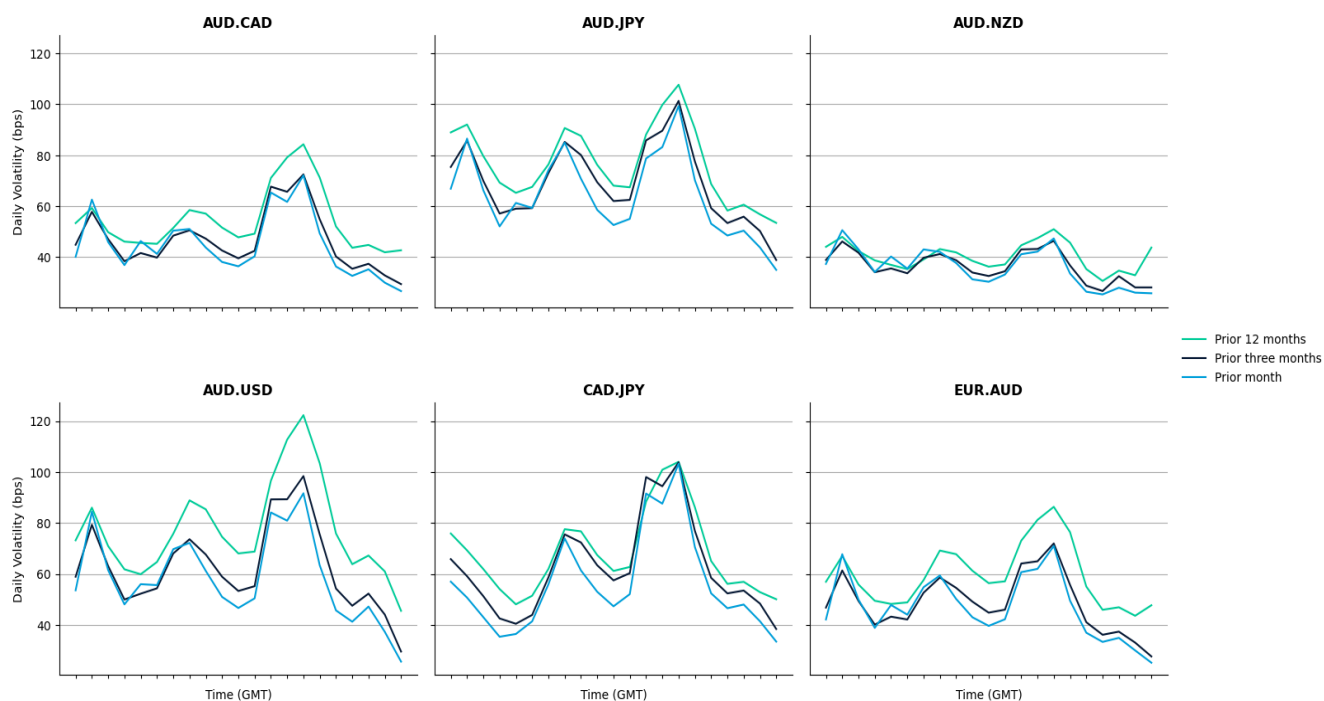 AUD.CAD
AUD.JPY
AUD.NZD
Daily Volatility (bps)
120
100
80
60
40
Prior 12 months
Prior three months
Prior month
AUD.USD
CAD.JPY
EUR.AUD
Daily Volatility (bps)
120
100
80
60
40
Time (GMT)
Time (GMT)
Time (GMT)